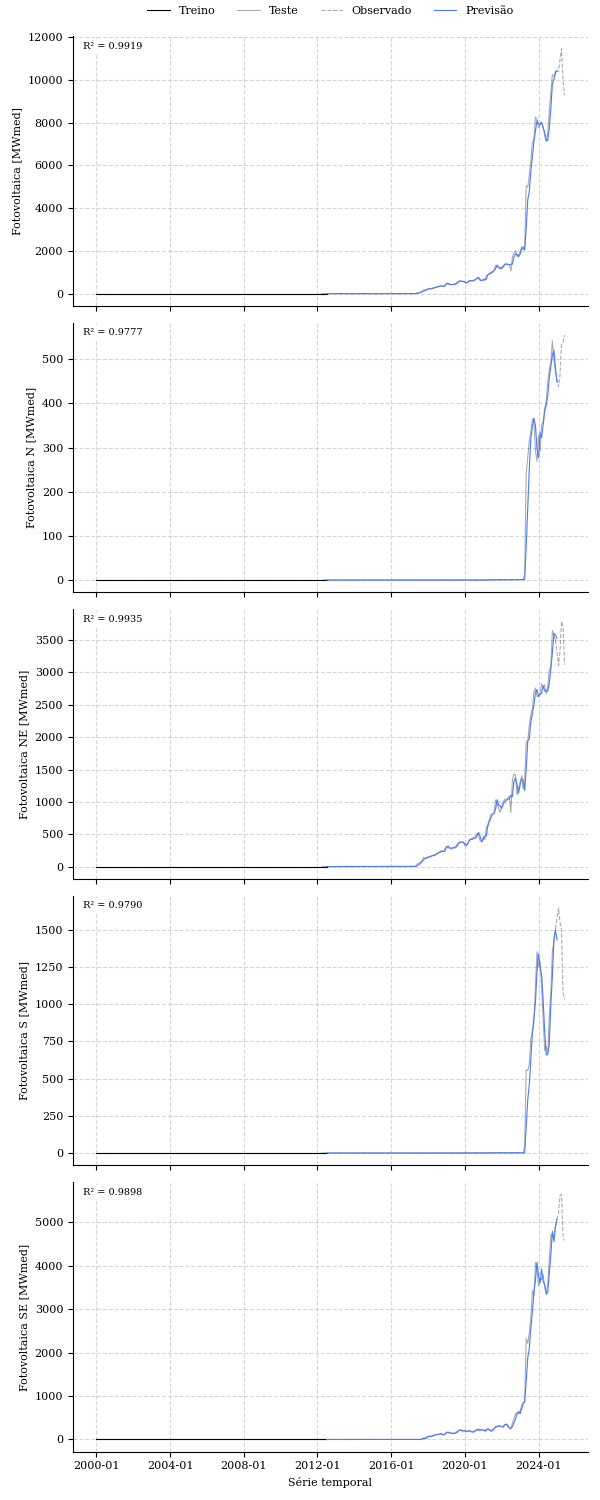 Treino Teste Observado Previsão
R² = 0.9919
12000
10000
8000
6000
4000
2000
0
Fotovoltaica [MWmed]
R² = 0.9777
500
400
300
200
100
0
Fotovoltaica N [MWmed]
R² = 0.9935
3500
3000
2500
2000
1500
1000
500
0
Fotovoltaica NE [MWmed]
R² = 0.9790
1500
1250
1000
750
500
250
0
Fotovoltaica S [MWmed]
R² = 0.9898
5000
4000
3000
2000
1000
0
Fotovoltaica SE [MWmed]
2000-01 2004-01 2008-01 2012-01 2016-01 2020-01 2024-01
Série temporal